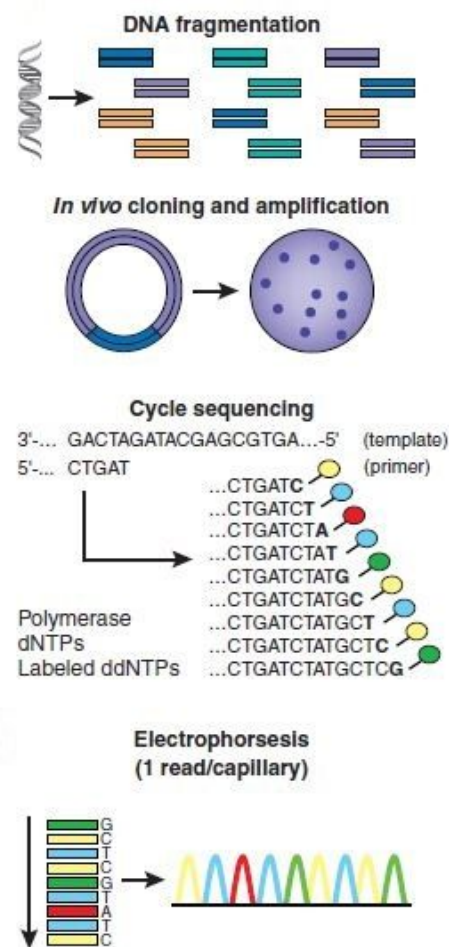 DNA fragmentation
In vivo cloning and amplification
Cycle sequencing
3'-... GACTAGATACGAGCGTGA...-5' (template)
5'-... CTGAT (primer)
...CTGATC
...CTGATCT
...CTGATCTA
...CTGATCTAT
...CTGATCTATG
...CTGATCTATGC
...CTGATCTATGCT
...CTGATCTATGCTC
...CTGATCTATGCTCG
Polymerase
dNTPs
Labeled ddNTPs
Electrophorsesis
(1 read/capillary)
G
C
T
C
G
T
A
T
C